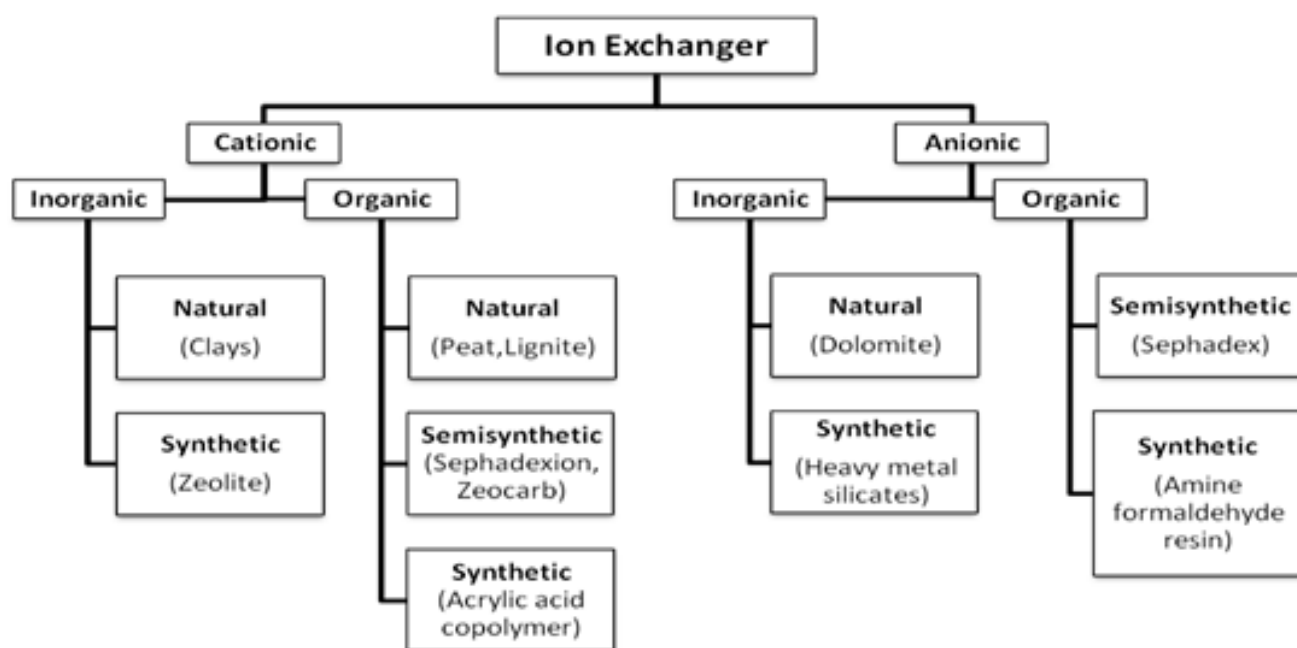 Ion Exchanger
Cationic
Anionic
Inorganic
Organic
Inorganic
Organic
Natural
(Clays)
Natural
(Peat,Lignite)
Natural
(Dolomite)
Semisynthetic
(Sephadex)
Synthetic
(Zeolite)
Semisynthetic
(Sephadexion,
Zeocarb)
Synthetic
(Heavy metal
silicates)
Synthetic
(Amine
formaldehyde
resin)
Synthetic
(Acrylic acid
copolymer)